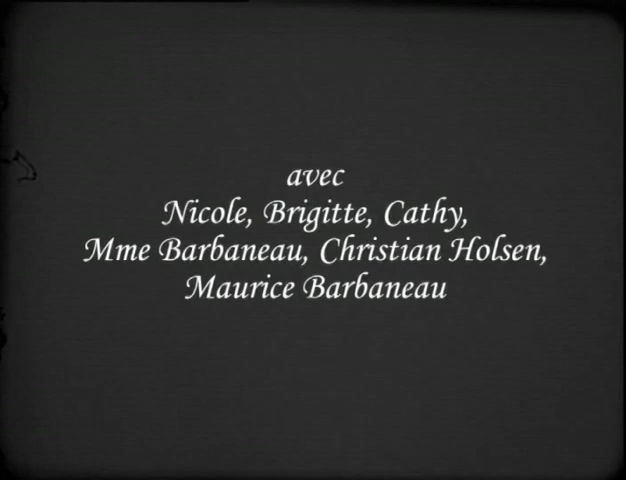 avec
Nicole, Brigitte, Cathy,
Mme Barbaneau, Christian Holsen,
Maurice Barbaneau